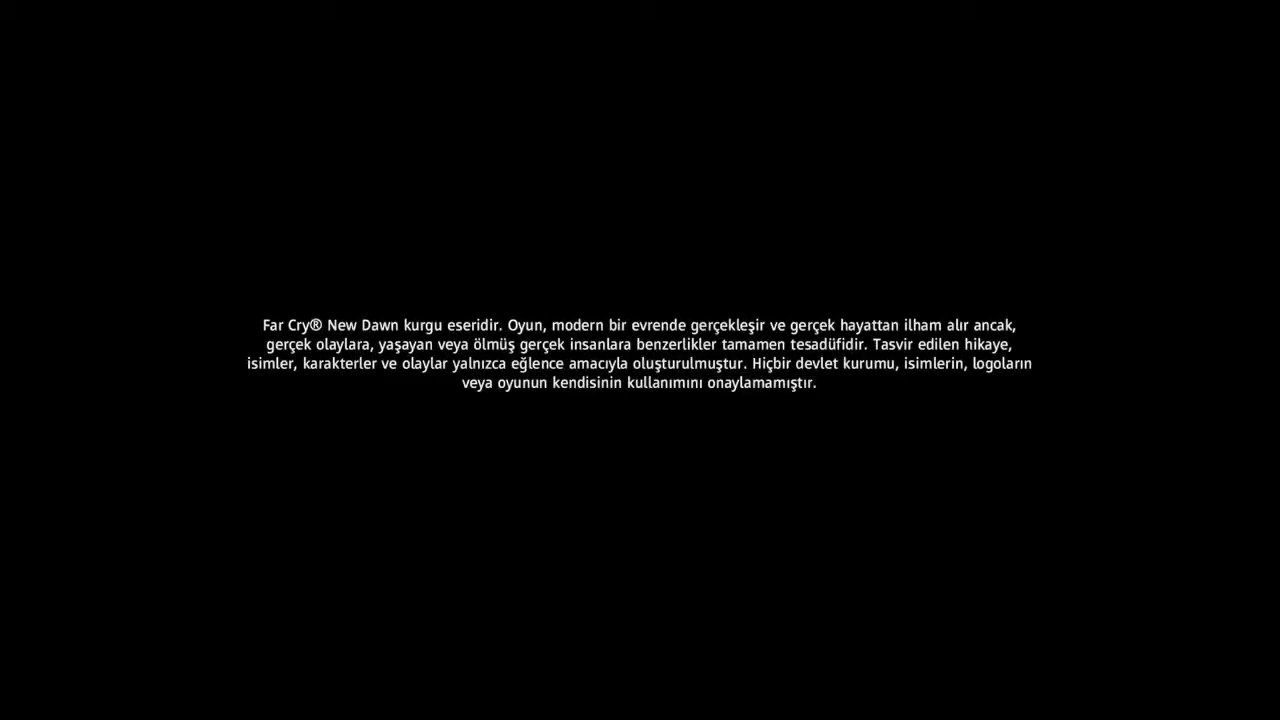 Far Cry® New Dawn kurgu eseridir. Oyun, modern bir evrende gerçekleşir ve gerçek hayattan ilham alır ancak,
gerçek olaylara, yaşayan veya ölmüş gerçek insanlara benzerlikler tamamen tesadüfidir. Tasvir edilen hikaye,
isimler, karakterler ve olaylar yalnızca eğlence amacıyla oluşturulmuştur. Hiçbir devlet kurumu, isimlerin, logoların
veya oyunun kendisinin kullanımını onaylamamıştır.